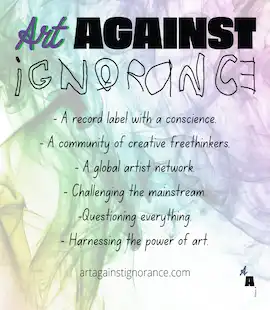 Art AGAINST
iGNORANCE
- A record label with a conscience.
- A community of creative freethinkers.
- A global artist network
- Challenging the mainstream
-Questioning everything.
- Harnessing the power of art.
artagainstignorance.com
A
A
i